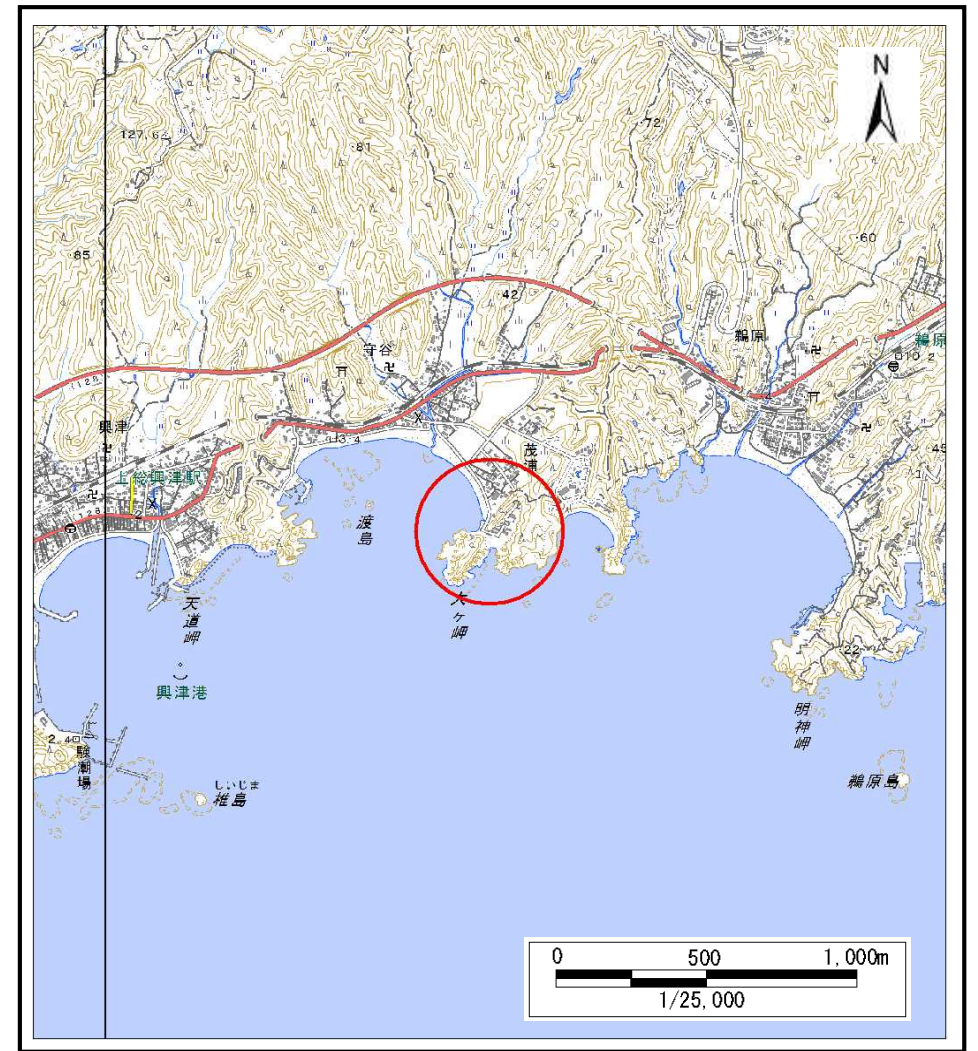 N
127.6
・72
・81
・60
85
42
守谷
鵜原
鵜原
興津
茂浦
45
上総興津駅
128
渡島
天道岬
大ヶ岬
・22
興津港
明神岬
2.4
験潮場
しいじま
椎島
鵜原島
0 500 1,000m
1/25,000